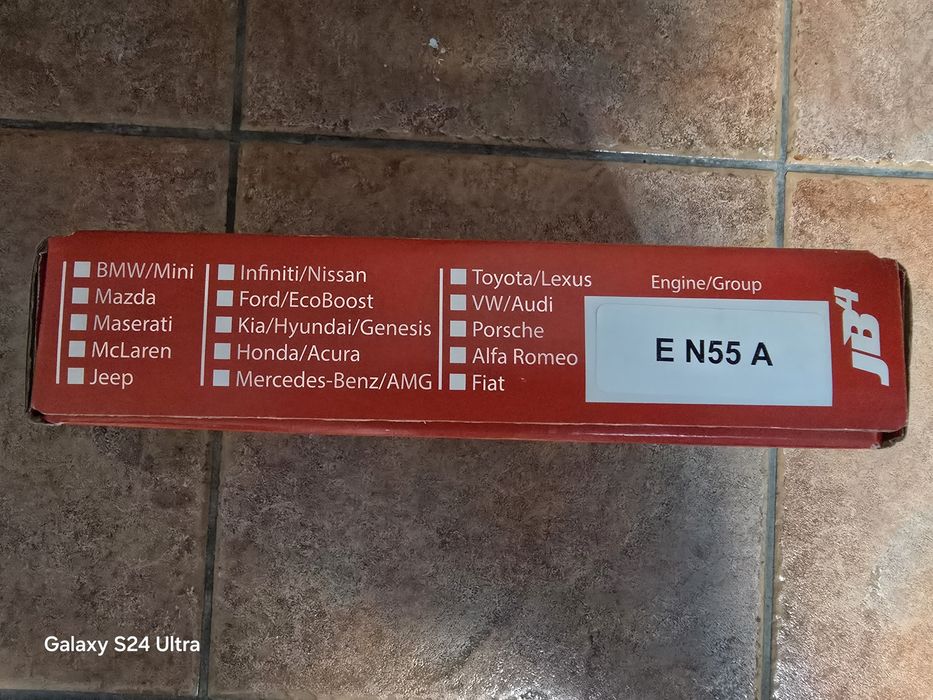 BMW/Mini
Mazda
Maserati
McLaren
Jeep
Infiniti/Nissan
Ford/EcoBoost
Kia/Hyundai/Genesis
Honda/Acura
Mercedes-Benz/AMG
Toyota/Lexus
VW/Audi
Porsche
Alfa Romeo
Fiat
Engine/Group
E N55 A
JB4
Galaxy S24 Ultra